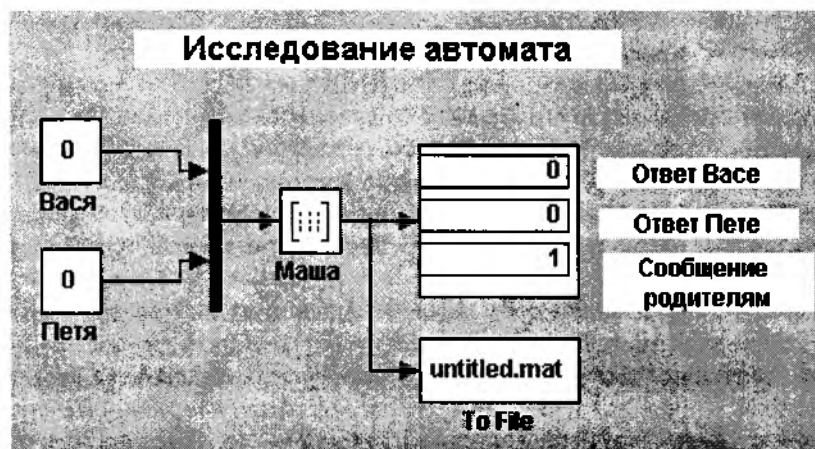 Исследование автомата
0
Вася
0
Петя
Маша
0
0
1
Ответ Васе
Ответ Пете
Сообщение
родителям
untitled.mat
To File